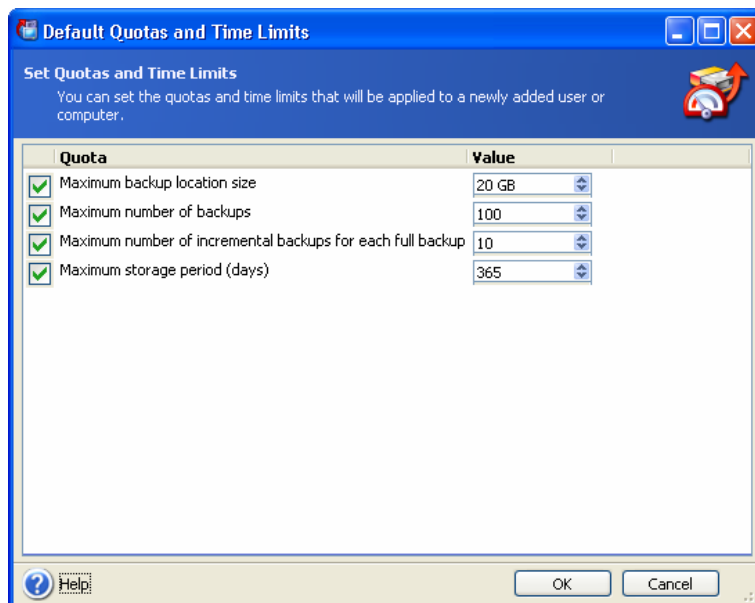 Default Quotas and Time Limits
Set Quotas and Time Limits
You can set the quotas and time limits that will be applied to a newly added user or
computer.
Quota Value
Maximum backup location size 20 GB
Maximum number of backups 100
Maximum number of incremental backups for each full backup 10
Maximum storage period (days) 365
Help OK Cancel